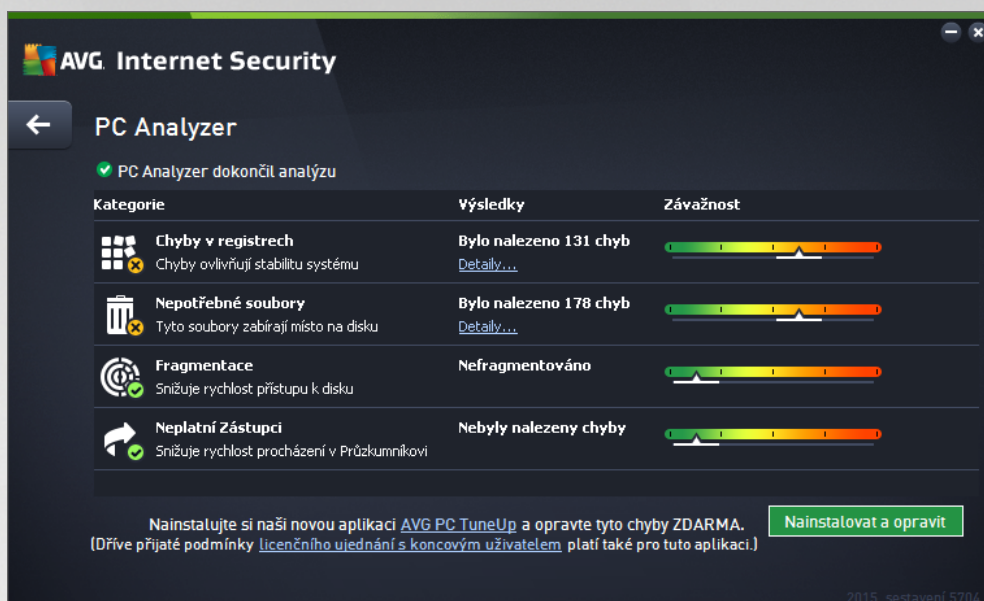 AVG. Internet Security
PC Analyzer
PC Analyzer dokončil analýzu
Kategorie Výsledky Závažnost
Chyby v registrech Bylo nalezeno 131 chyb
Chyby ovlivňují stabilitu systému Detaily...
Nepotřebné soubory Bylo nalezeno 178 chyb
Tyto soubory zabírají místo na disku Detaily...
Fragmentace Nefragmentováno
Snižuje rychlost přístupu k disku
Neplatní Zástupci Nebyly nalezeny chyby
Snižuje rychlost procházení v Průzkumníkovi
Nainstalujte si naši novou aplikaci AVG PC TuneUp a opravte tyto chyby ZDARMA. Nainstalovat a opravit
(Dříve přijaté podmínky licenčního ujednání s koncovým uživatelem platí také pro tuto aplikaci.)
2015, sestavení 5704